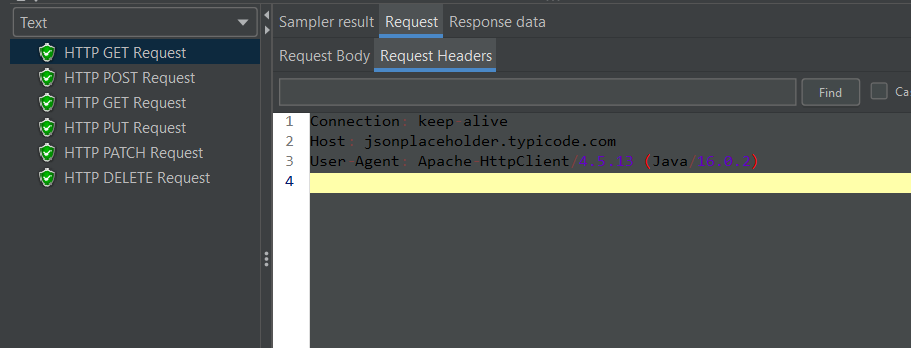 Text
HTTP GET Request
HTTP POST Request
HTTP GET Request
HTTP PUT Request
HTTP PATCH Request
HTTP DELETE Request
Sampler result Request Response data
Request Body Request Headers
Find Ca
1 Connection: keep-alive
2 Host: jsonplaceholder.typicode.com
3 User-Agent: Apache-HttpClient/4.5.13 (Java/16.0.2)
4